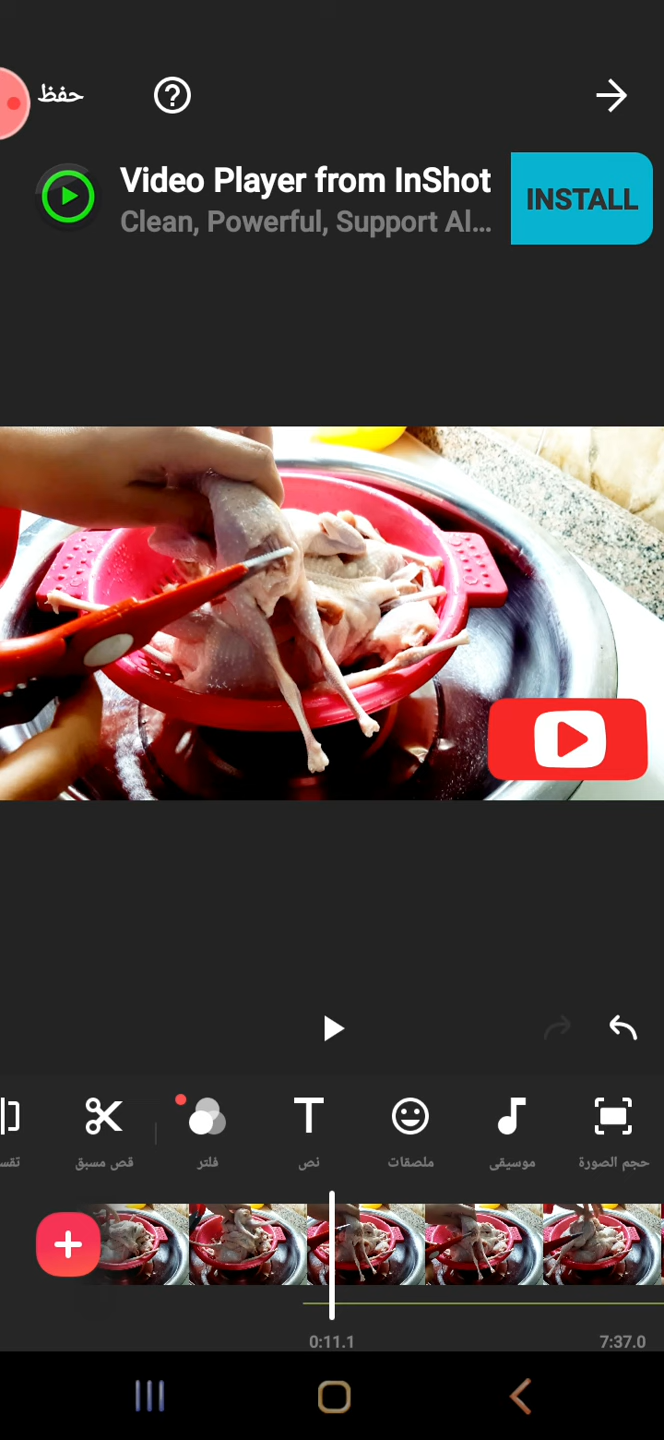 حفظ
Video Player from InShot
Clean, Powerful, Support Al...
INSTALL
حجم الصورة
موسيقى
ملصقات
نص
فلتر
قص مسبق
تقس
0:11.1
7:37.0